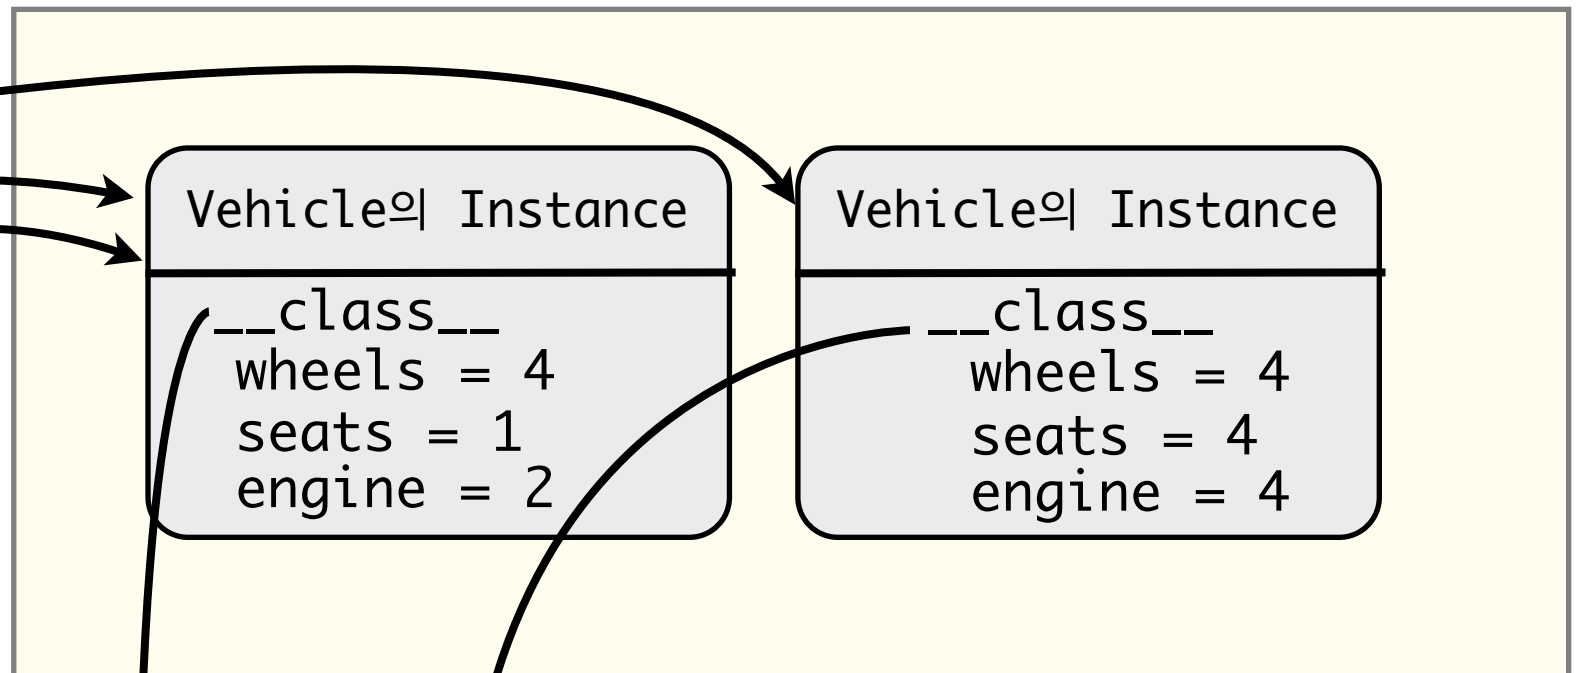 Vehicle의 Instance
__class__
wheels = 4
seats = 1
engine = 2
Vehicle의 Instance
__class__
wheels = 4
seats = 4
engine = 4